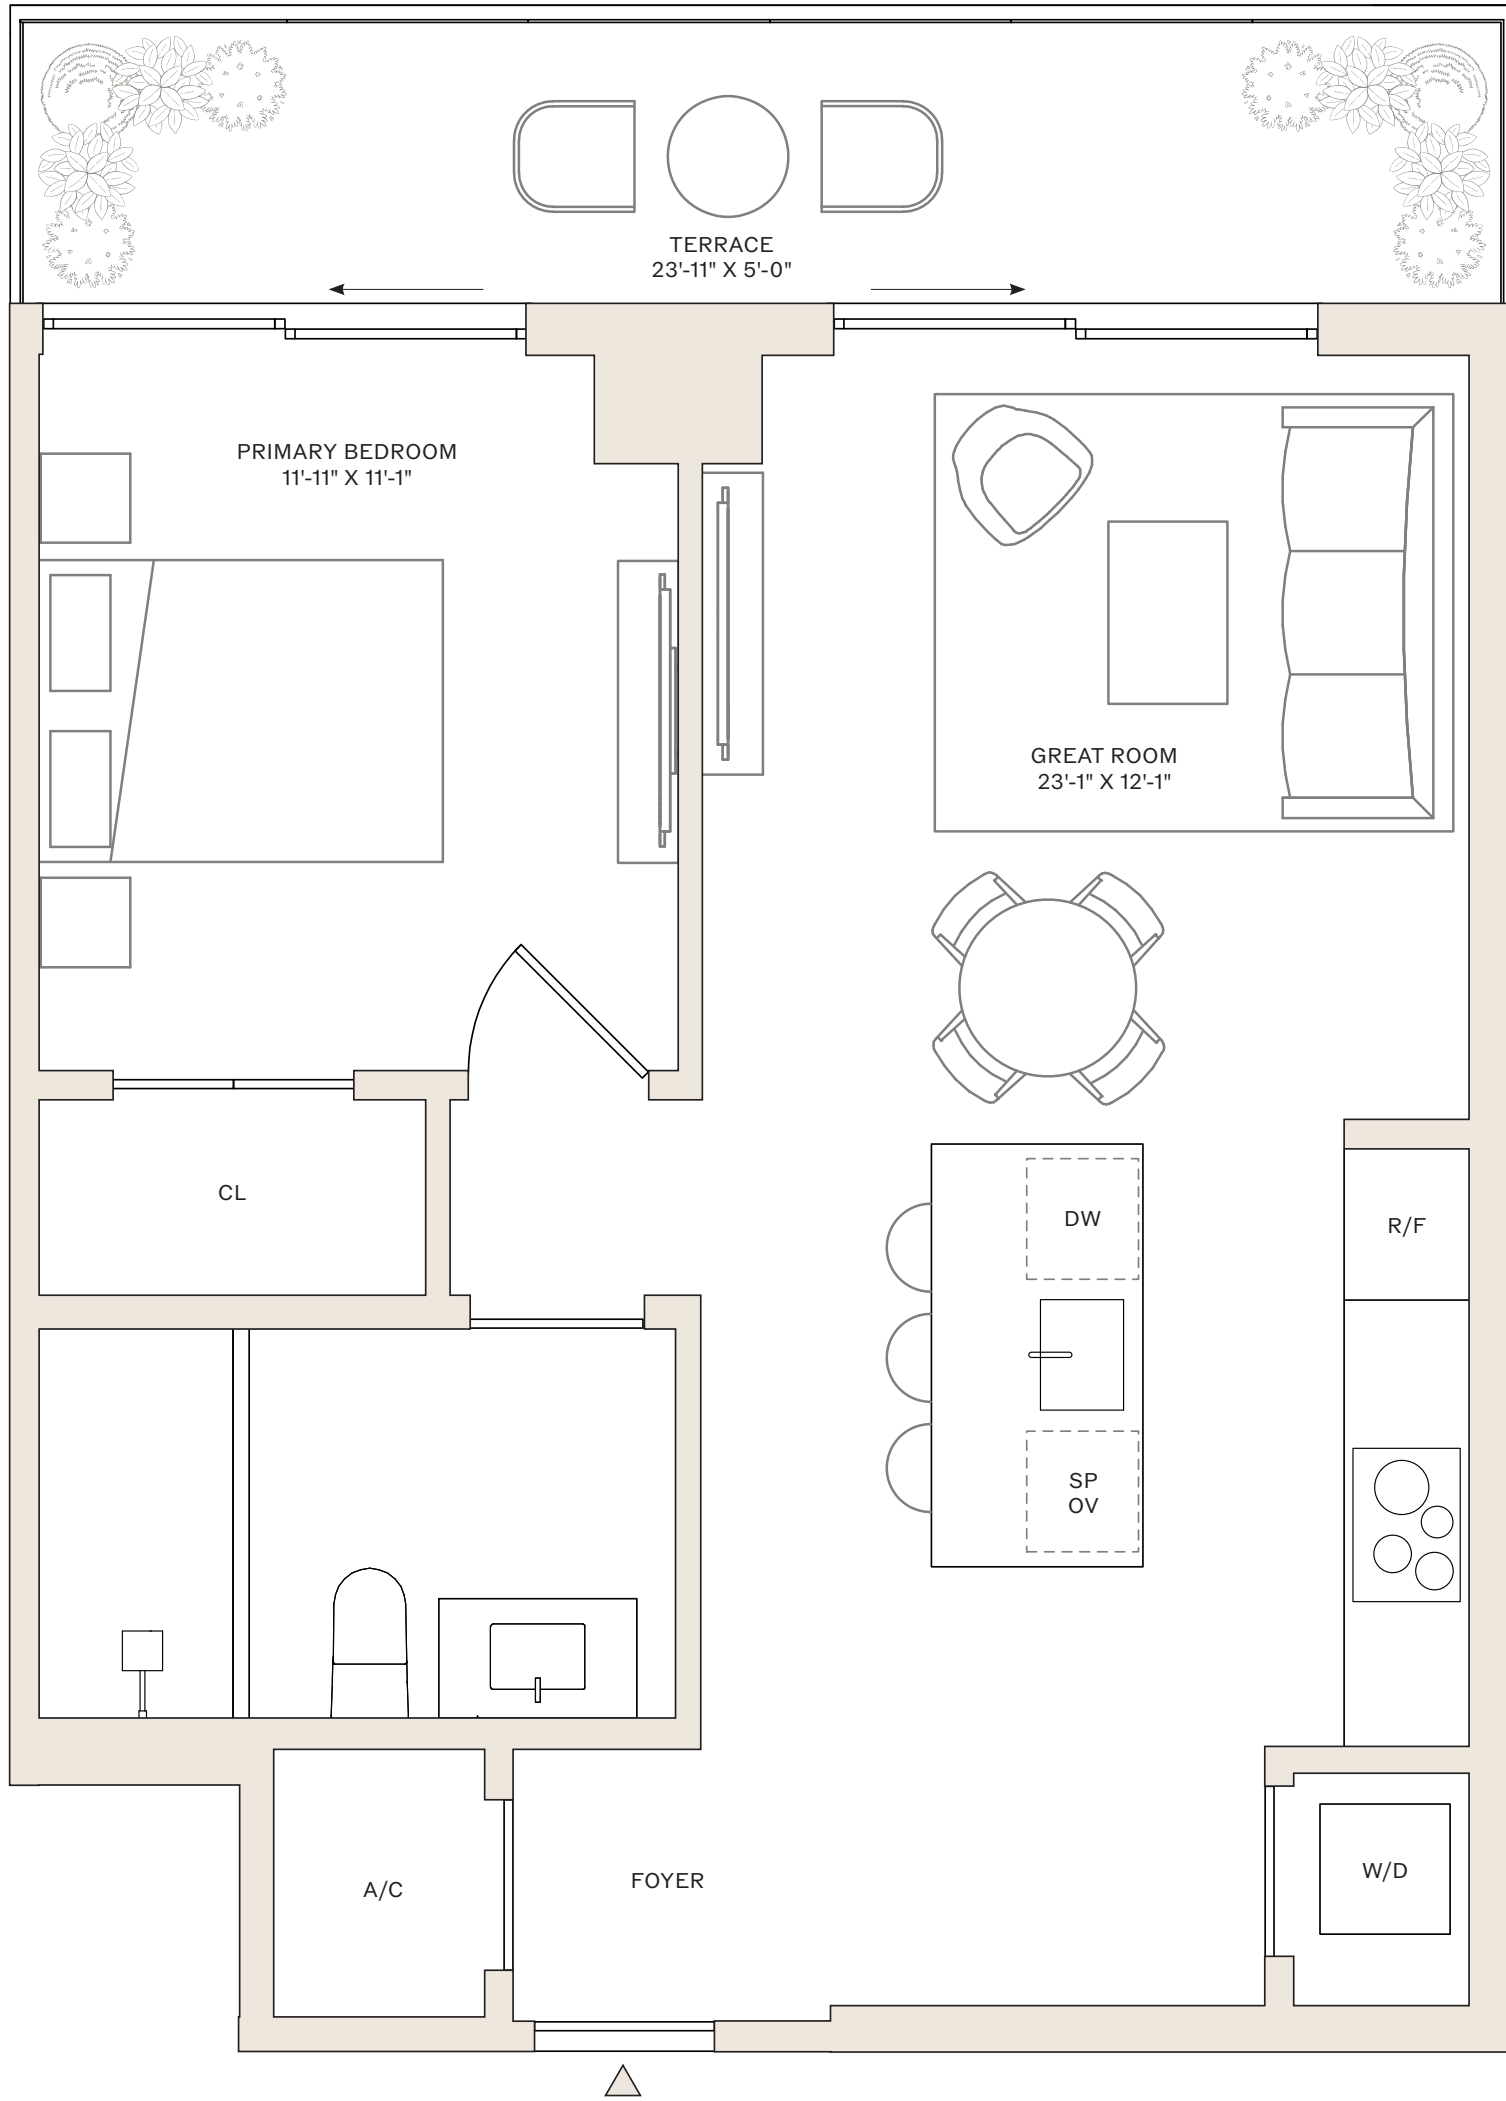 TERRACE
23'-11" X 5'-0"
PRIMARY BEDROOM
11'-11" X 11'-1"
GREAT ROOM
23'-1" X 12'-1"
CL
DW
R/F
SP
OV
A/C
FOYER
W/D